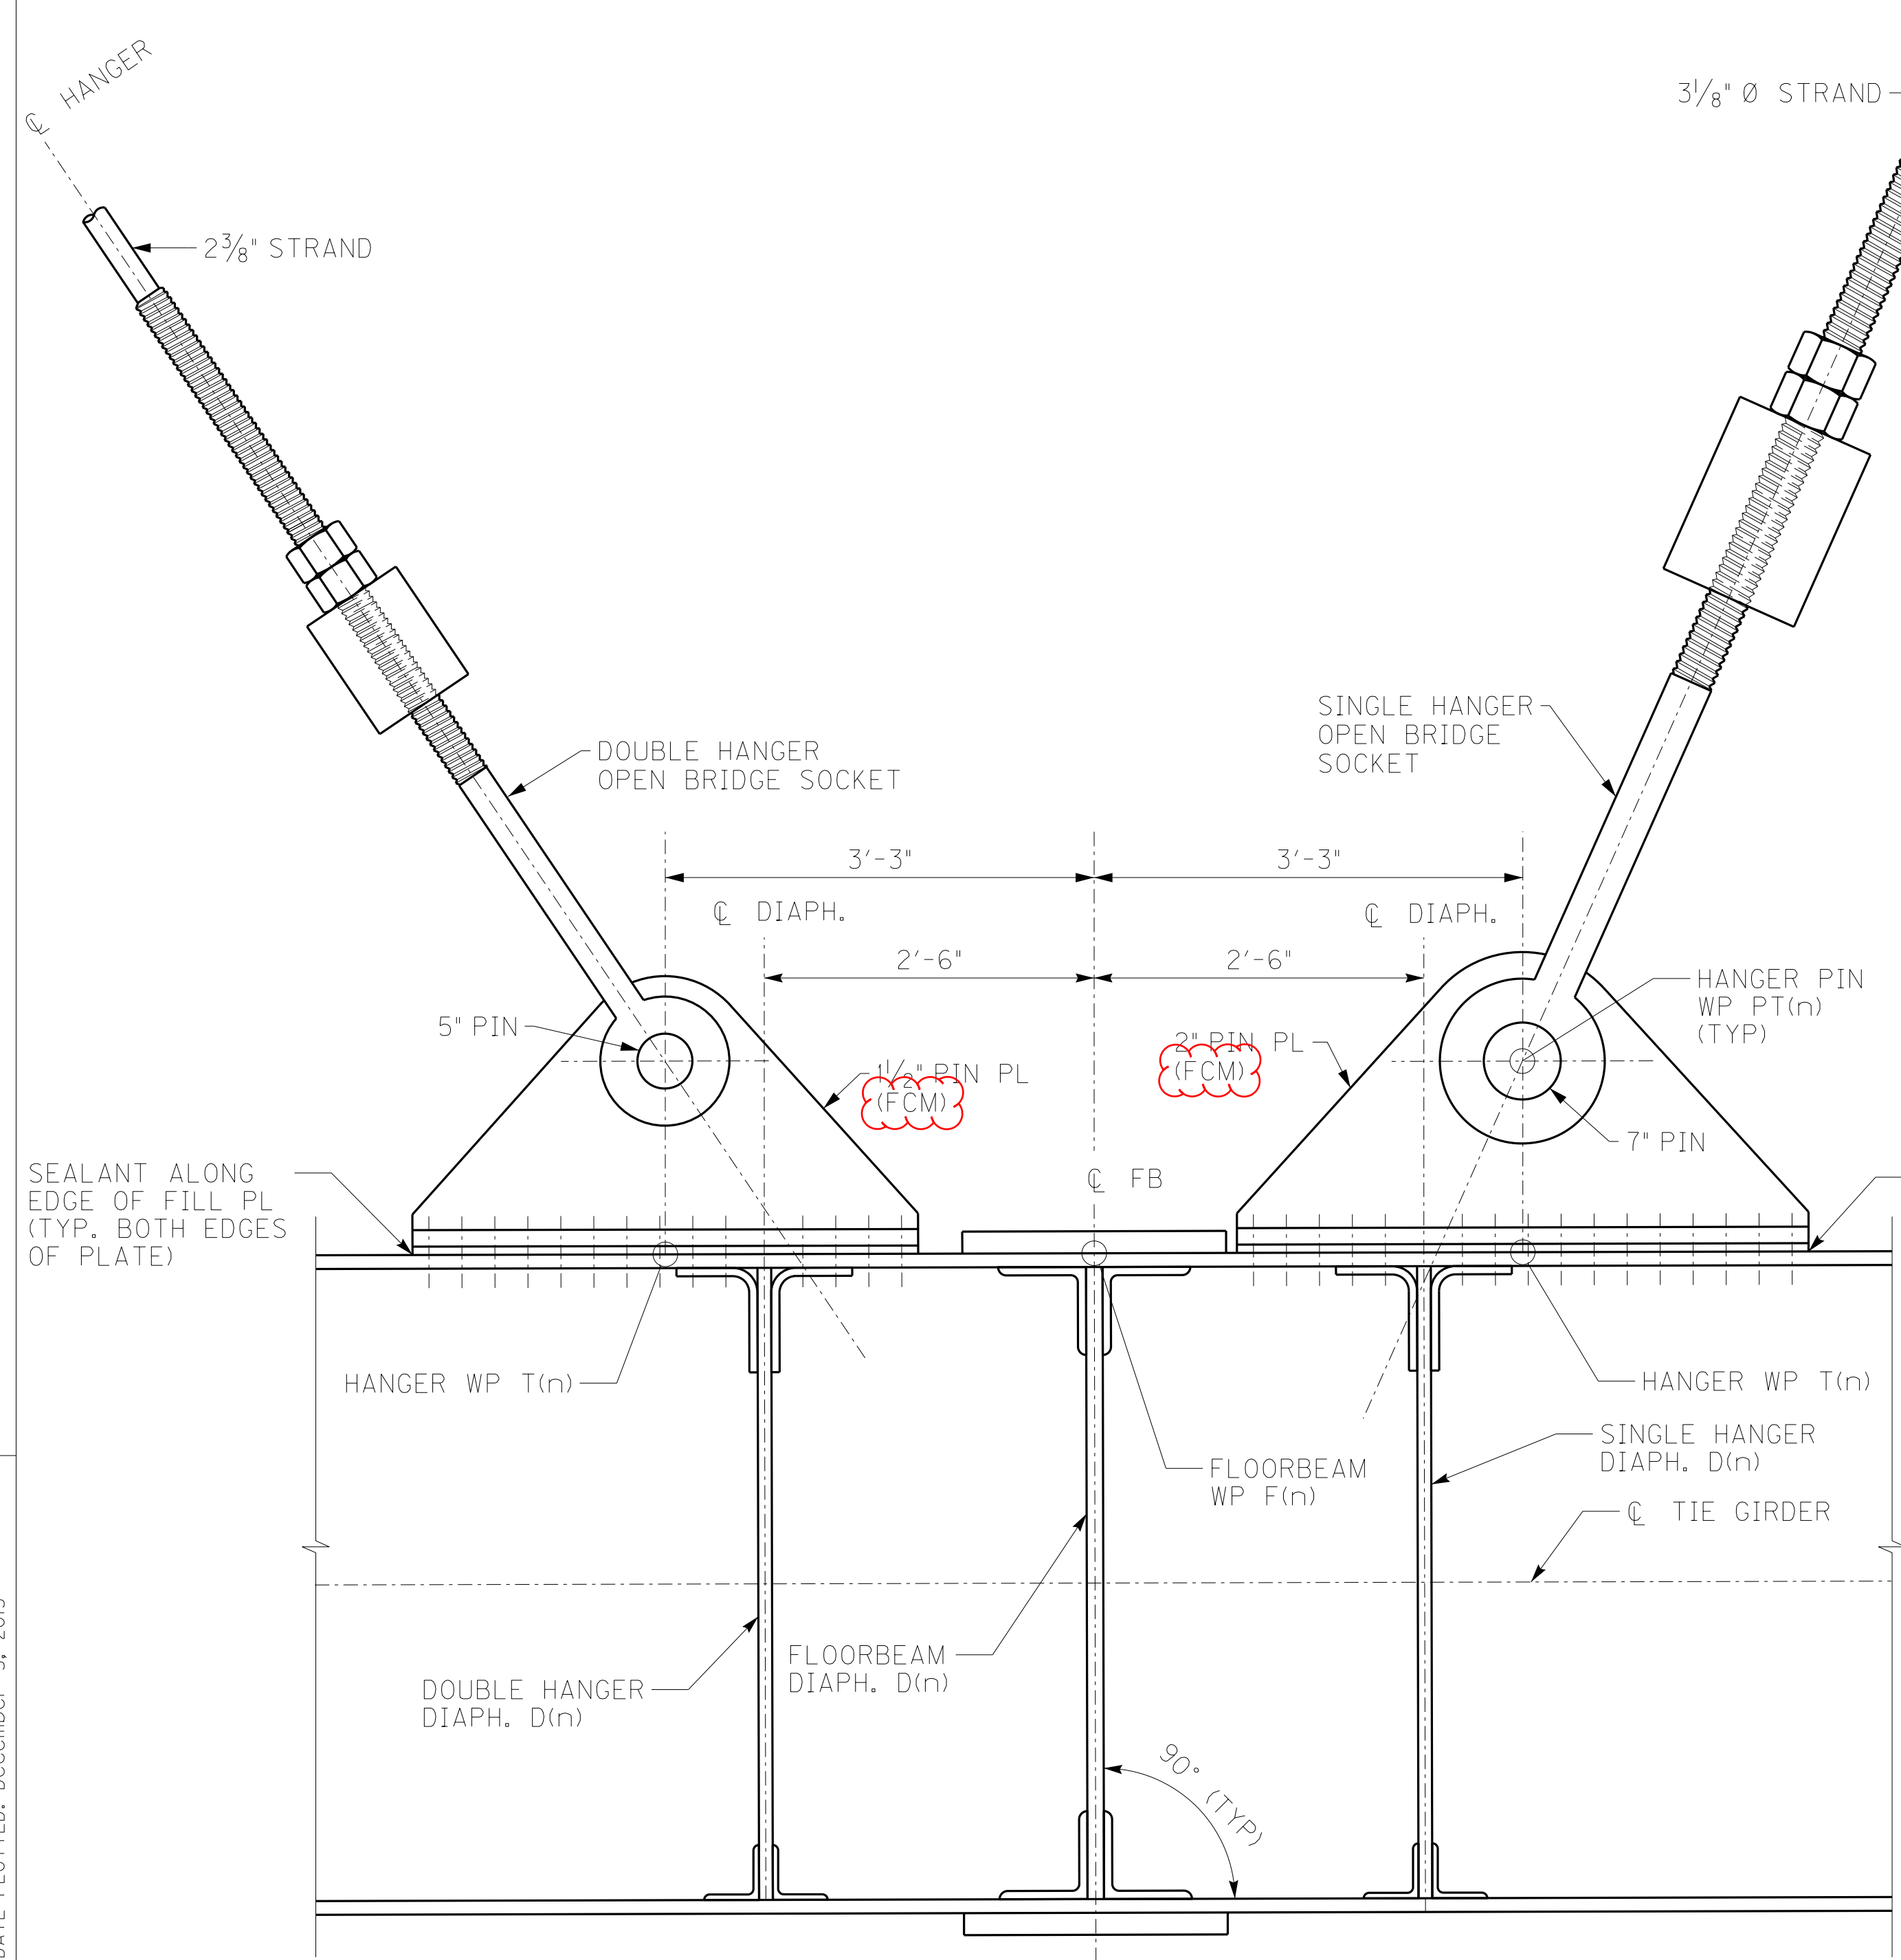 ℄ HANGER
3⅛" Ø STRAND
2⅜" STRAND
SINGLE HANGER
OPEN BRIDGE
SOCKET
DOUBLE HANGER
OPEN BRIDGE SOCKET
3'-3"
3'-3"
℄ DIAPH.
℄ DIAPH.
2'-6"
2'-6"
HANGER PIN
WP PT(n)
(TYP)
5" PIN
2" PIN PL
(FCM)
1½" PIN PL
(FCM)
7" PIN
SEALANT ALONG
EDGE OF FILL PL
(TYP. BOTH EDGES
OF PLATE)
℄ FB
HANGER WP T(n)
HANGER WP T(n)
SINGLE HANGER
DIAPH. D(n)
FLOORBEAM
WP F(n)
℄ TIE GIRDER
FLOORBEAM
DIAPH. D(n)
DOUBLE HANGER
DIAPH. D(n)
90° (TYP)